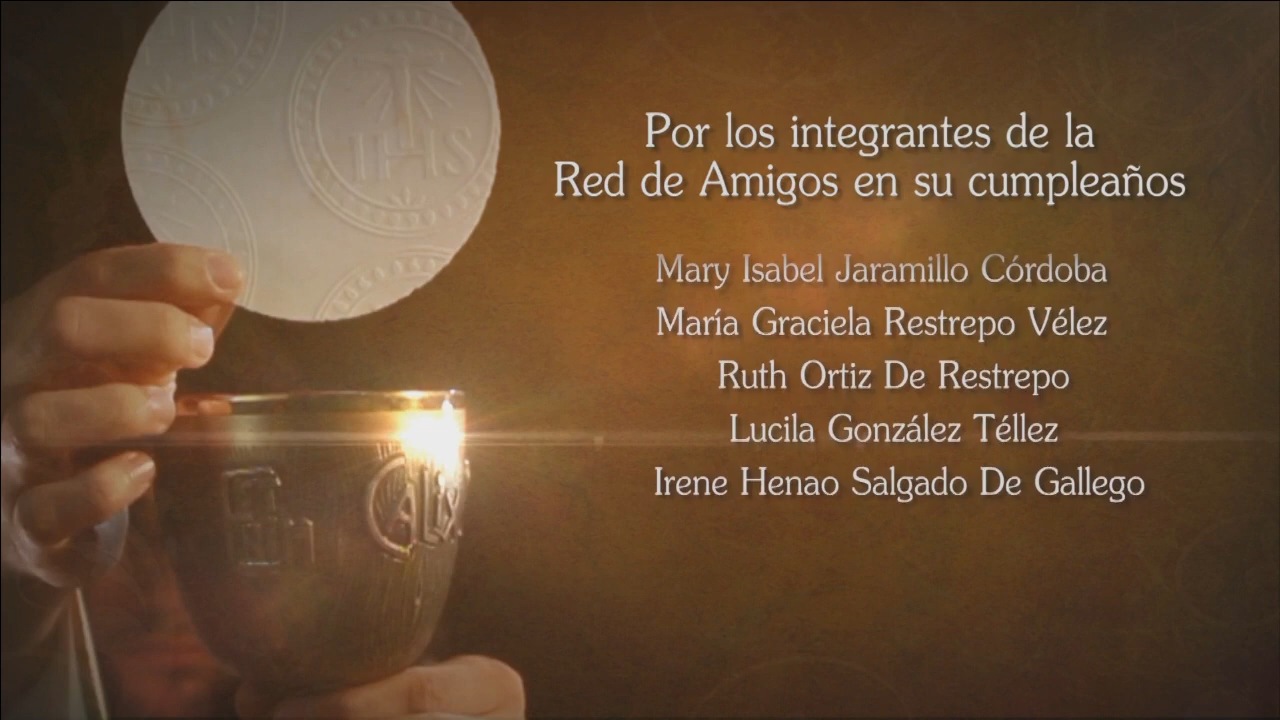 IHS
Por los integrantes de la
Red de Amigos en su cumpleaños
Mary Isabel Jaramillo Córdoba
María Graciela Restrepo Vélez
Ruth Ortiz De Restrepo
Lucila González Téllez
Irene Henao Salgado De Gallego